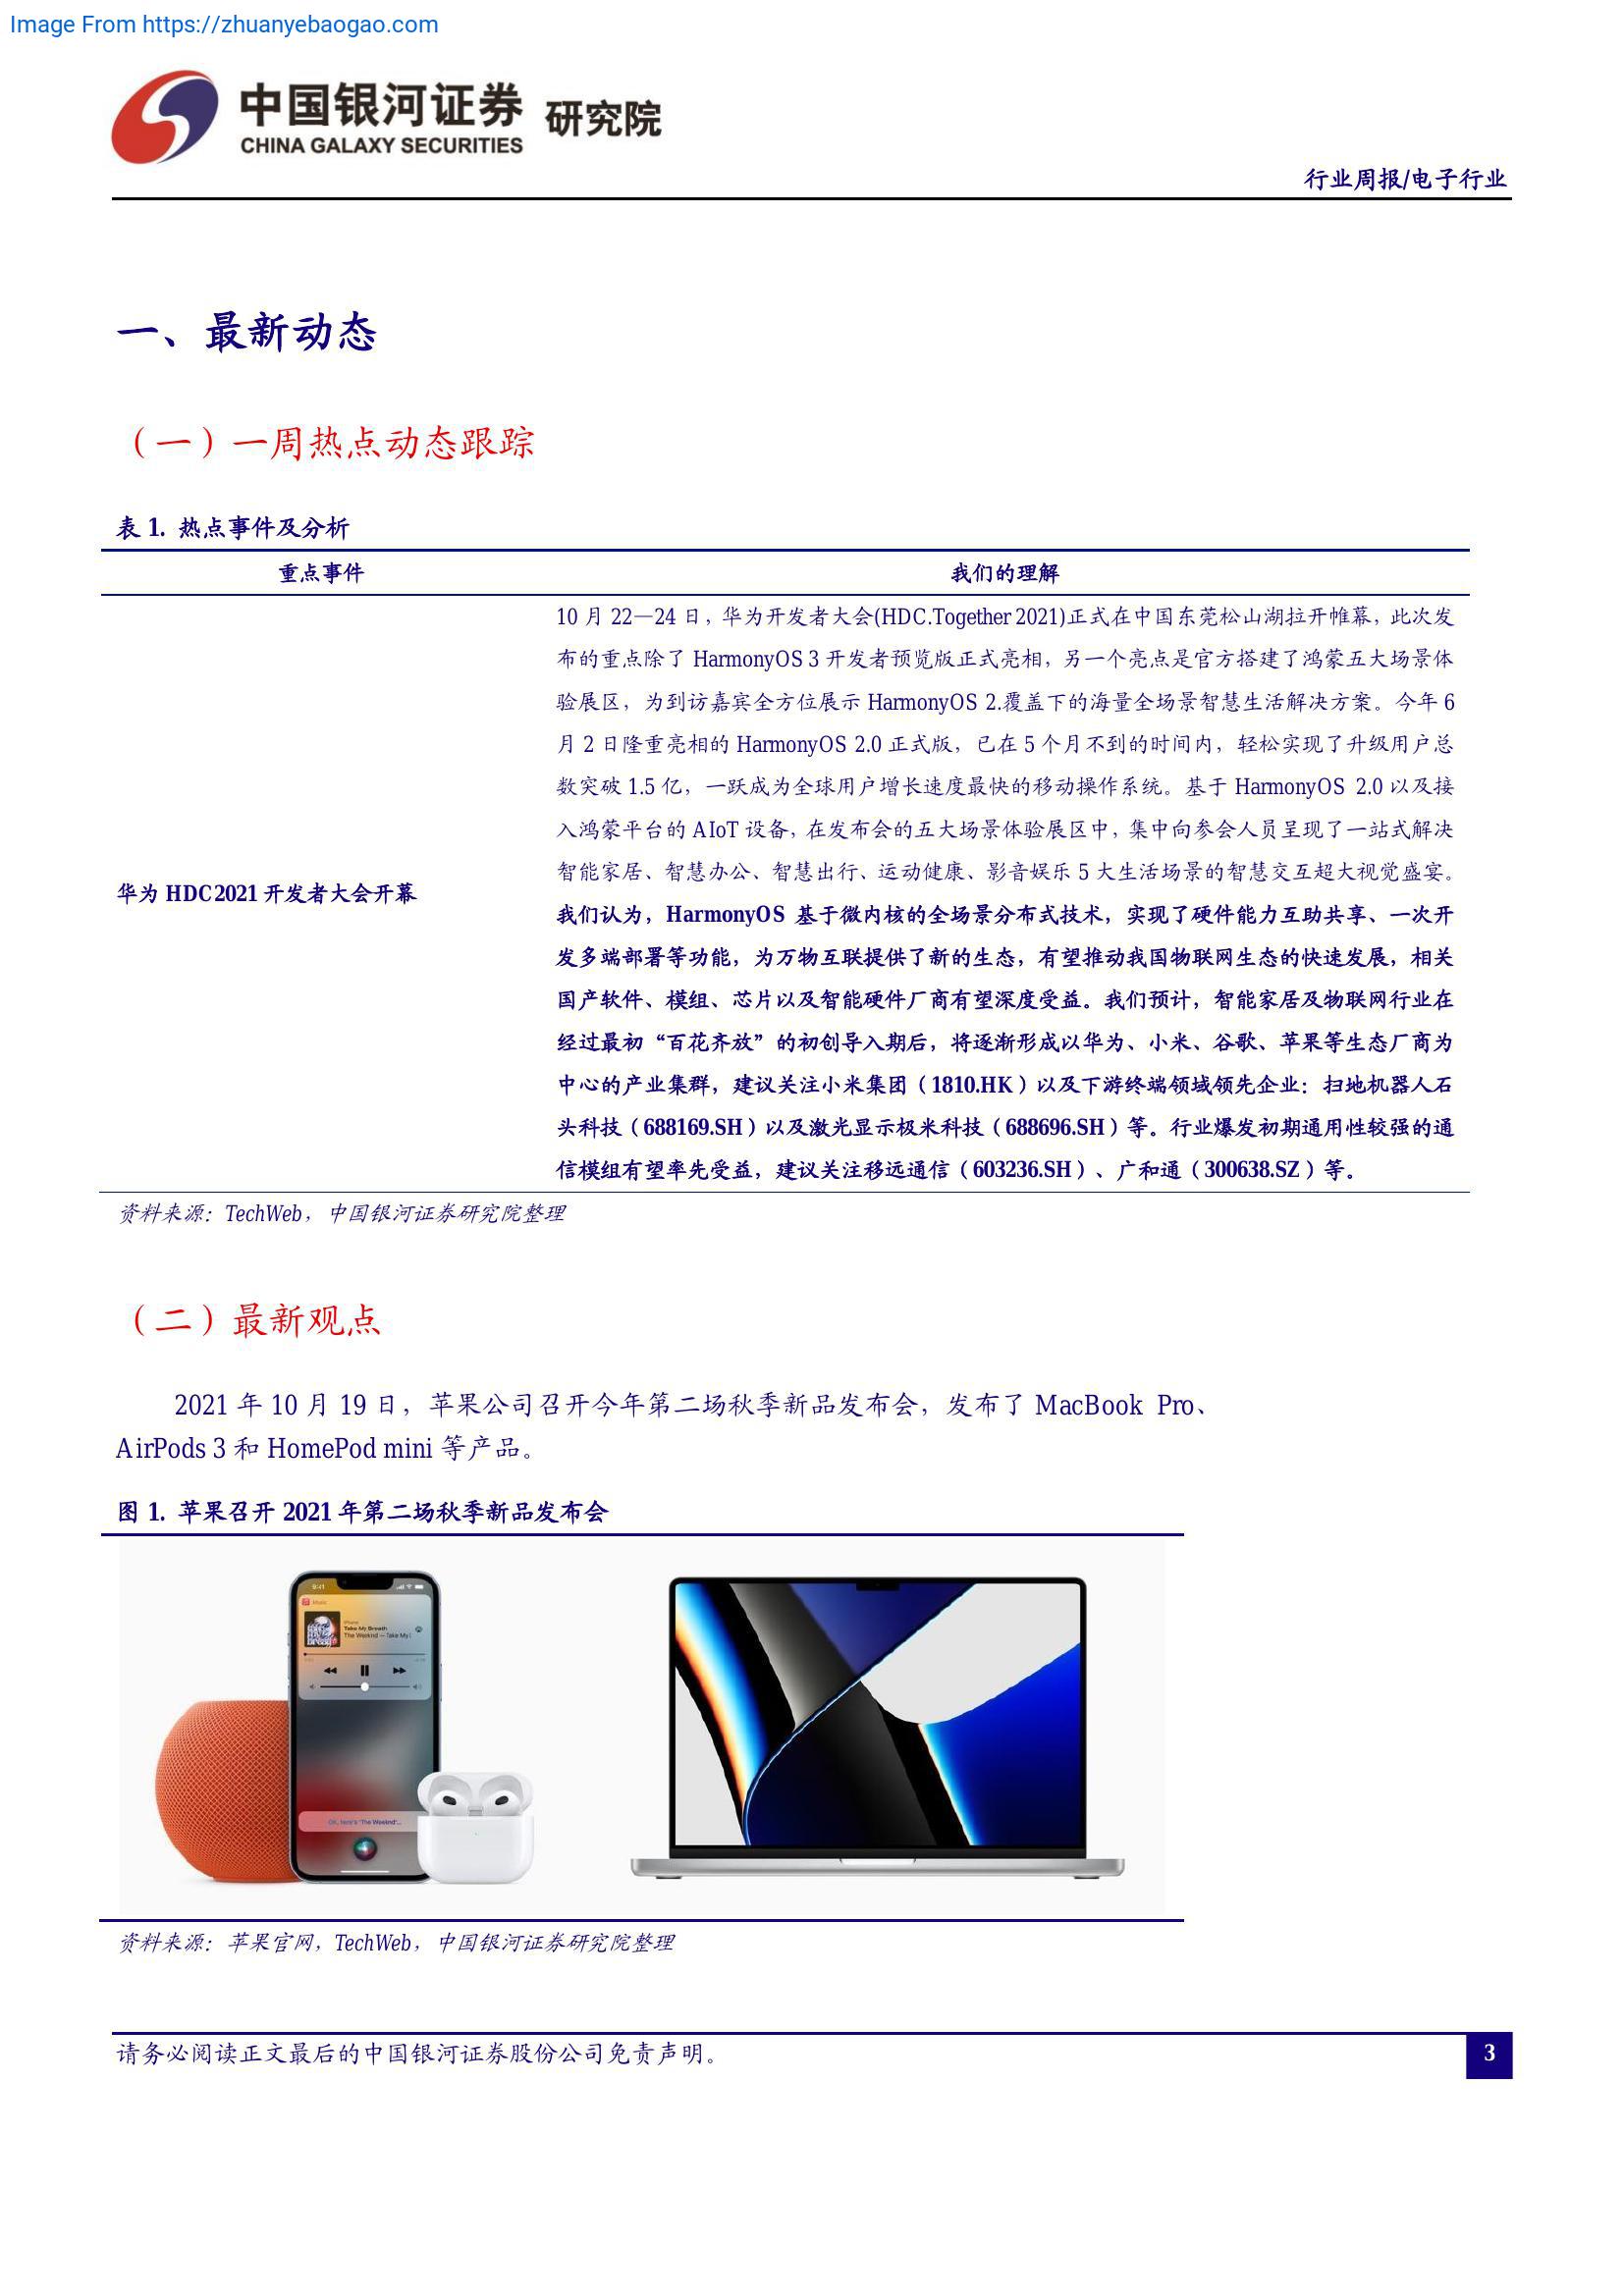 Image From https://zhuanyebaogao.com
中国银河证券 研究院
CHINA GALAXY SECURITIES
行业周报/电子行业
一、最新动态
（一）一周热点动态跟踪
表 1. 热点事件及分析
重点事件 我们的理解
华为 HDC2021 开发者大会开幕
10 月 22—24 日，华为开发者大会(HDC.Together 2021)正式在中国东莞松山湖拉开帷幕，此次发
布的重点除了 HarmonyOS 3 开发者预览版正式亮相，另一个亮点是官方搭建了鸿蒙五大场景体
验展区，为到访嘉宾全方位展示 HarmonyOS 2.覆盖下的海量全场景智慧生活解决方案。今年 6
月 2 日隆重亮相的 HarmonyOS 2.0 正式版，已在 5 个月不到的时间内，轻松实现了升级用户总
数突破 1.5 亿，一跃成为全球用户增长速度最快的移动操作系统。基于 HarmonyOS 2.0 以及接
入鸿蒙平台的 AIoT 设备，在发布会的五大场景体验展区中，集中向参会人员呈现了一站式解决
智能家居、智慧办公、智慧出行、运动健康、影音娱乐 5 大生活场景的智慧交互超大视觉盛宴。
我们认为，HarmonyOS 基于微内核的全场景分布式技术，实现了硬件能力互助共享、一次开
发多端部署等功能，为万物互联提供了新的生态，有望推动我国物联网生态的快速发展，相关
国产软件、模组、芯片以及智能硬件厂商有望深度受益。我们预计，智能家居及物联网行业在
经过最初“百花齐放”的初创导入期后，将逐渐形成以华为、小米、谷歌、苹果等生态厂商为
中心的产业集群，建议关注小米集团（1810.HK）以及下游终端领域领先企业：扫地机器人石
头科技（688169.SH）以及激光显示极米科技（688696.SH）等。行业爆发初期通用性较强的通
信模组有望率先受益，建议关注移远通信（603236.SH）、广和通（300638.SZ）等。
资料来源：TechWeb，中国银河证券研究院整理
（二）最新观点
2021 年 10 月 19 日，苹果公司召开今年第二场秋季新品发布会，发布了 MacBook Pro、
AirPods 3 和 HomePod mini 等产品。
图 1. 苹果召开 2021 年第二场秋季新品发布会
9:41
Music
iPhone
Take My Breath
The Weeknd — Take My
OK, here's "The Weeknd"...
资料来源：苹果官网，TechWeb，中国银河证券研究院整理
请务必阅读正文最后的中国银河证券股份公司免责声明。
3